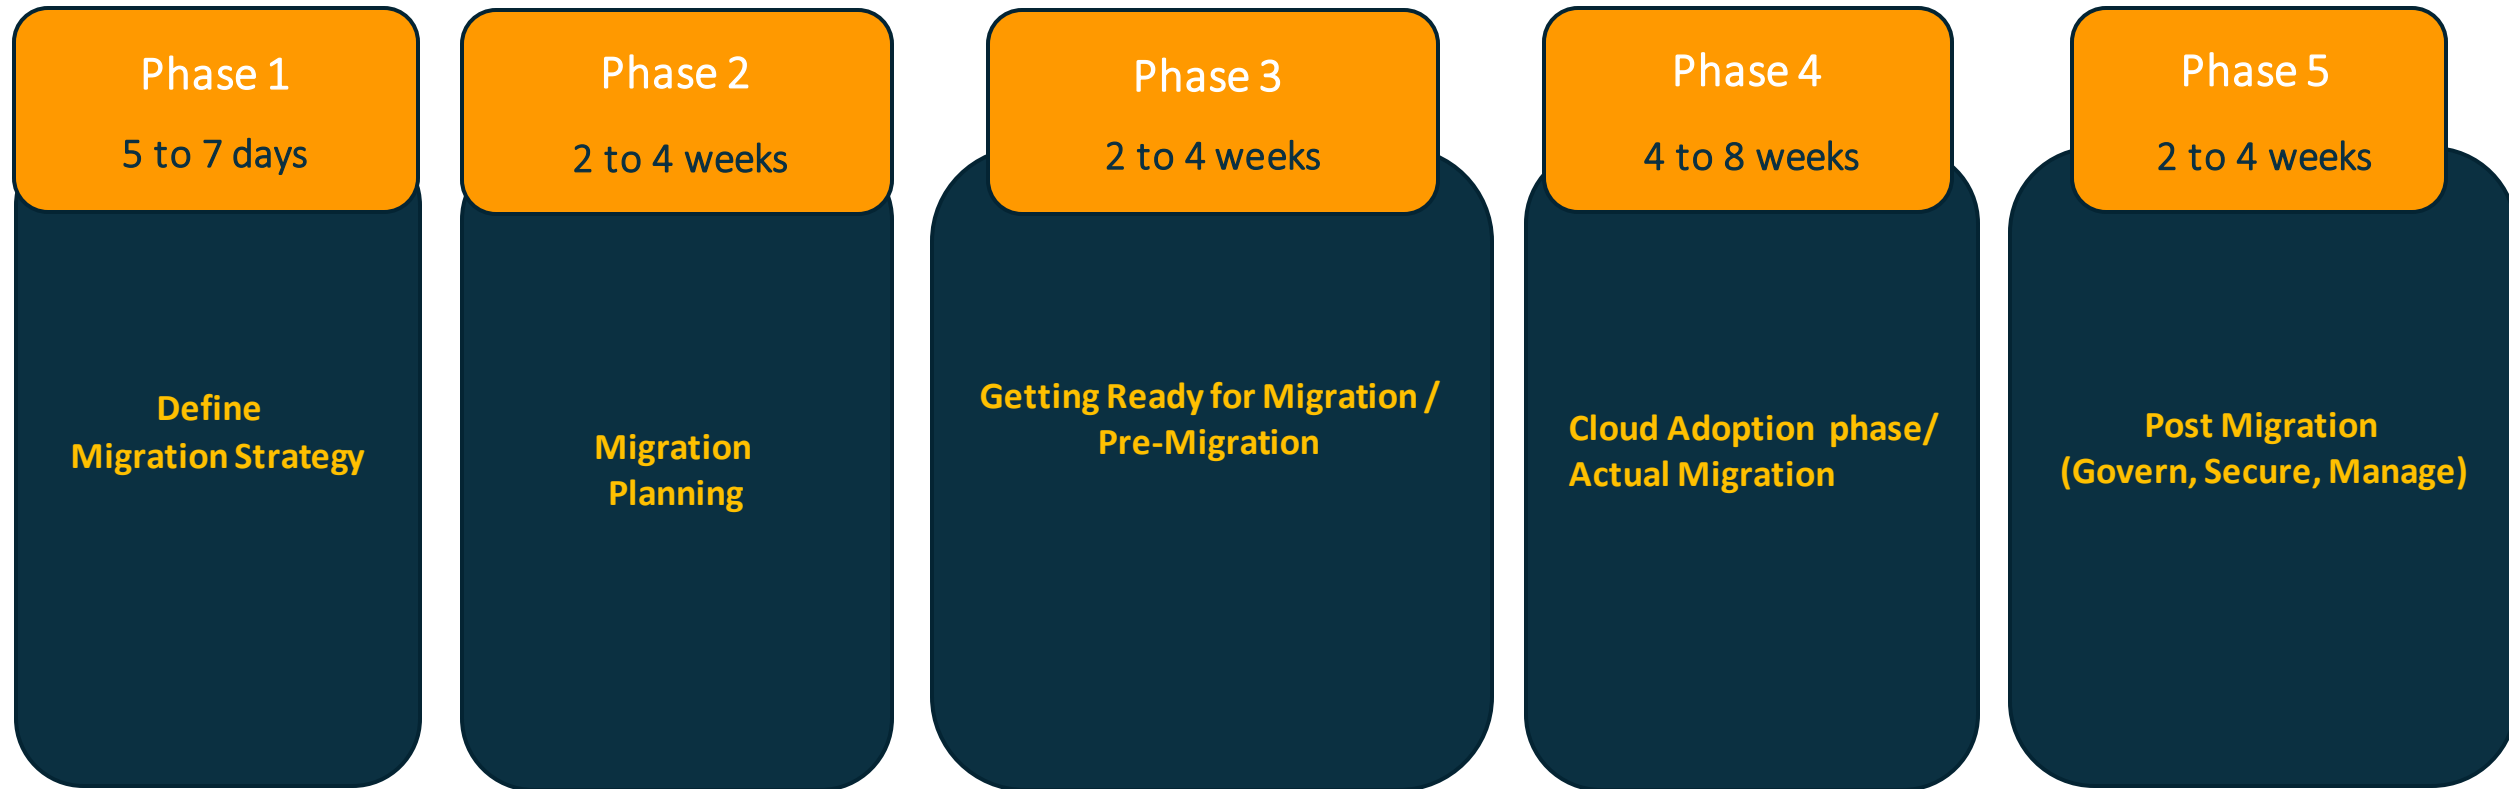 Phase 1
5 to 7 days
Define
Migration Strategy
Phase 2
2 to 4 weeks
Migration
Planning
Phase 3
2 to 4 weeks
Getting Ready for Migration /
Pre-Migration
Phase 4
4 to 8 weeks
Cloud Adoption phase/
Actual Migration
Phase 5
2 to 4 weeks
Post Migration
(Govern, Secure, Manage)